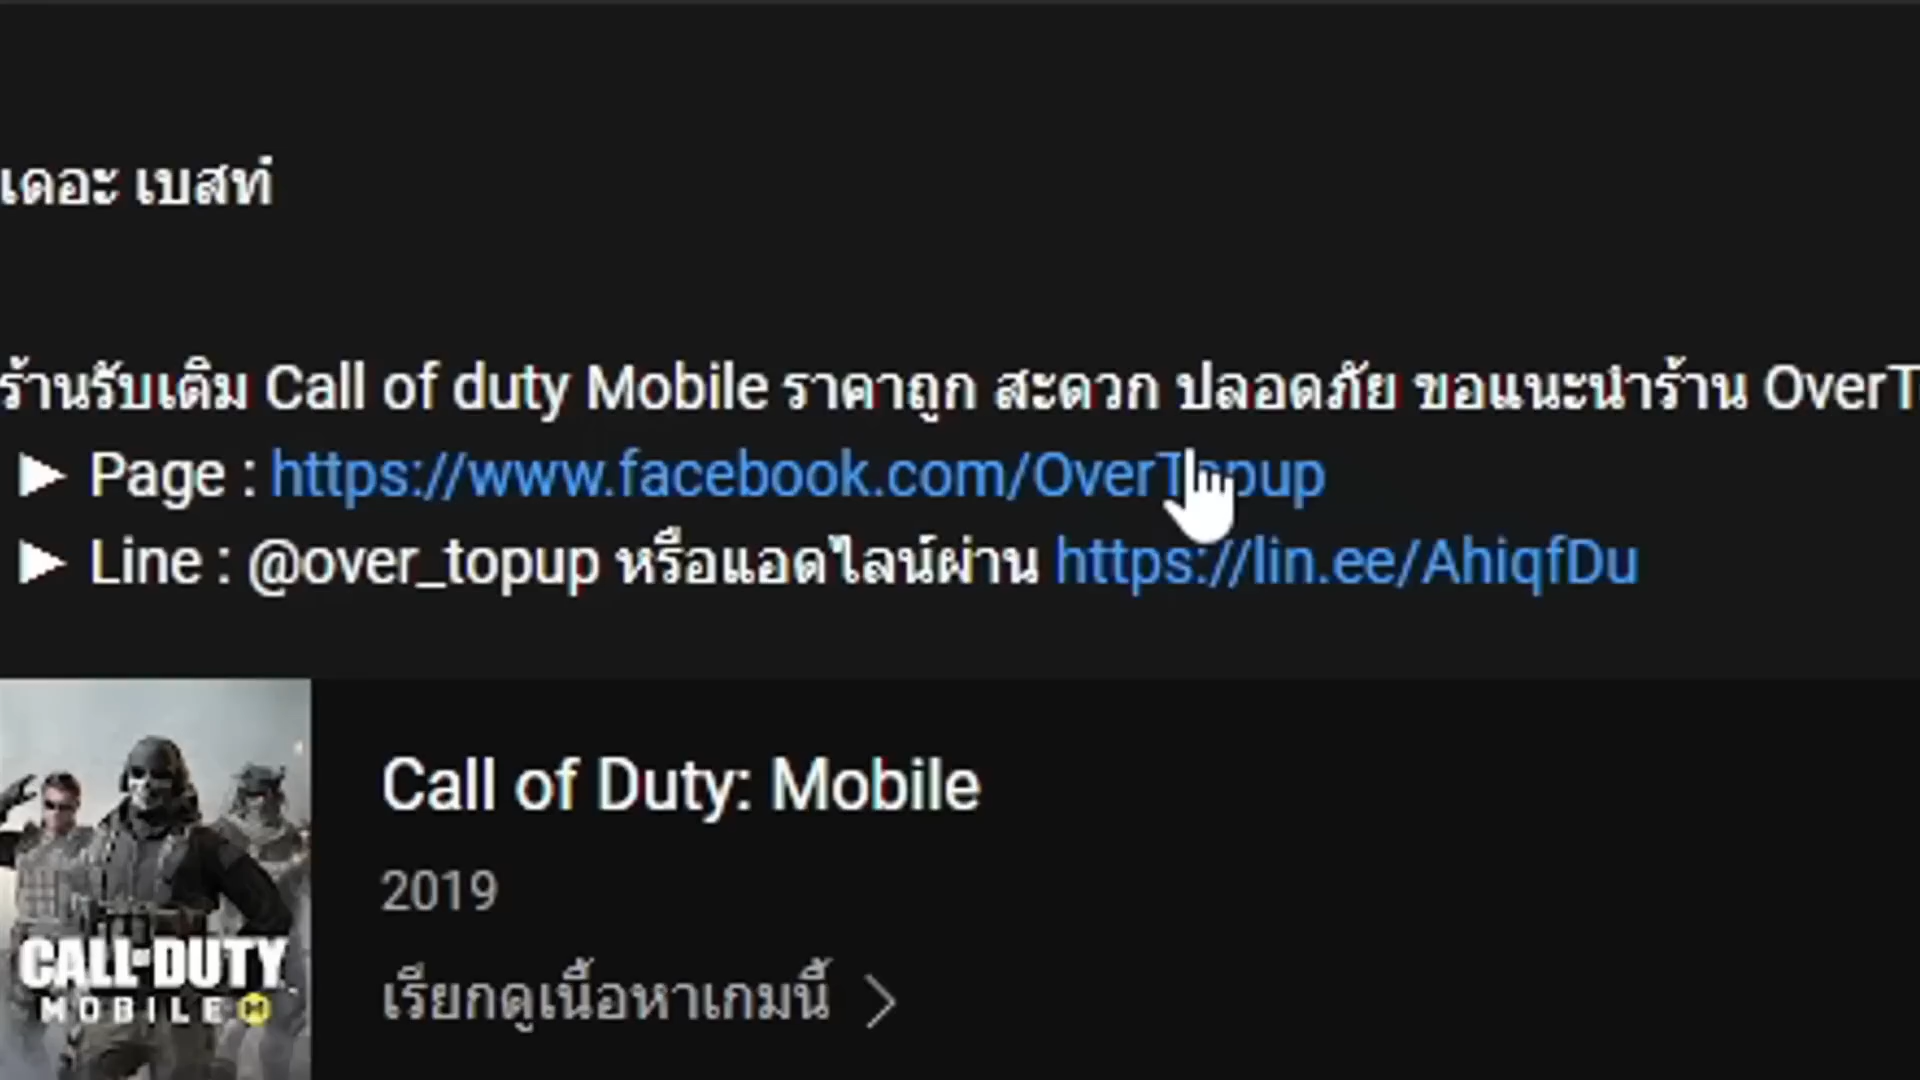 เดอะ เบสท์
ร้านรับเติม Call of duty Mobile ราคาถูก สะดวก ปลอดภัย ขอแนะนำร้าน OverT
► Page : https://www.facebook.com/OverTopup
► Line : @over_topup หรือแอดไลน์ผ่าน https://lin.ee/AhiqfDu
Call of Duty: Mobile
2019
เรียกดูเนื้อหาเกมนี้ >
CALL OF DUTY
MOBILE